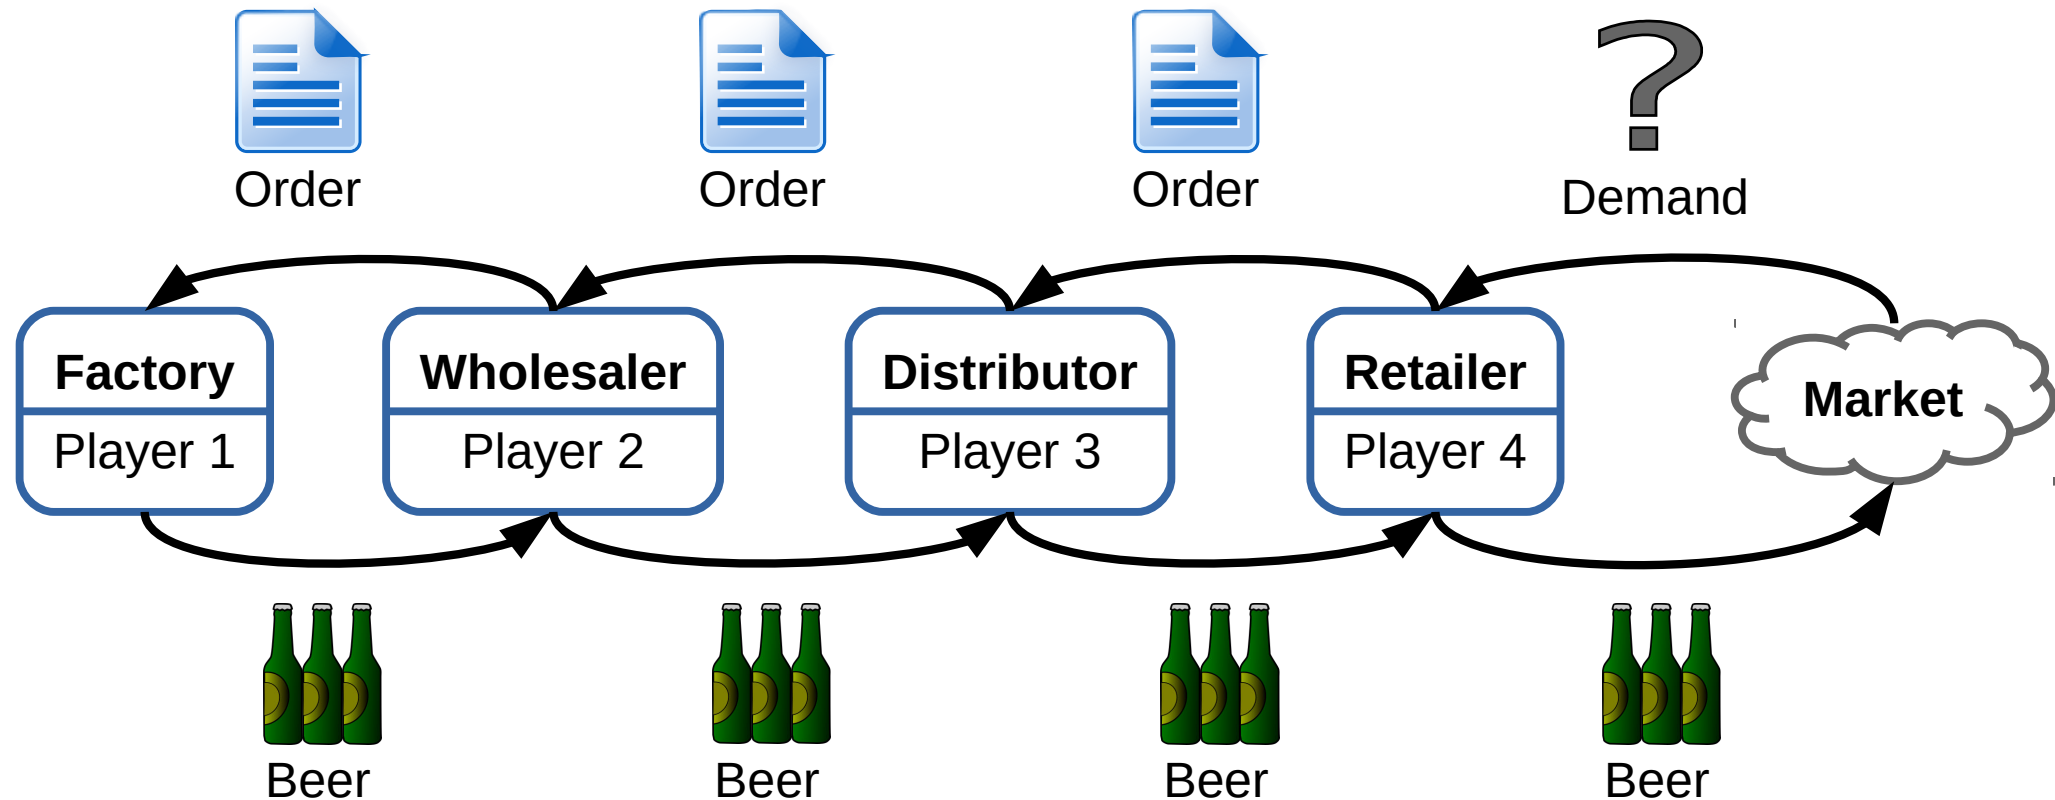 Order
Order
Order
Demand
Factory
Player 1
Wholesaler
Player 2
Distributor
Player 3
Retailer
Player 4
Market
Beer
Beer
Beer
Beer